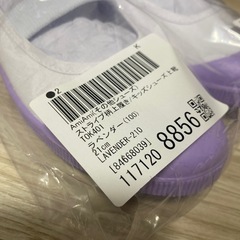 ●2
K
AmiAmi(その他シューズ)
ストライプ柄上履き/キッズシューズ上靴
TOK401
ラベンダー(100)
21cm
LAVENDER-210
[84668039]
117120 8856